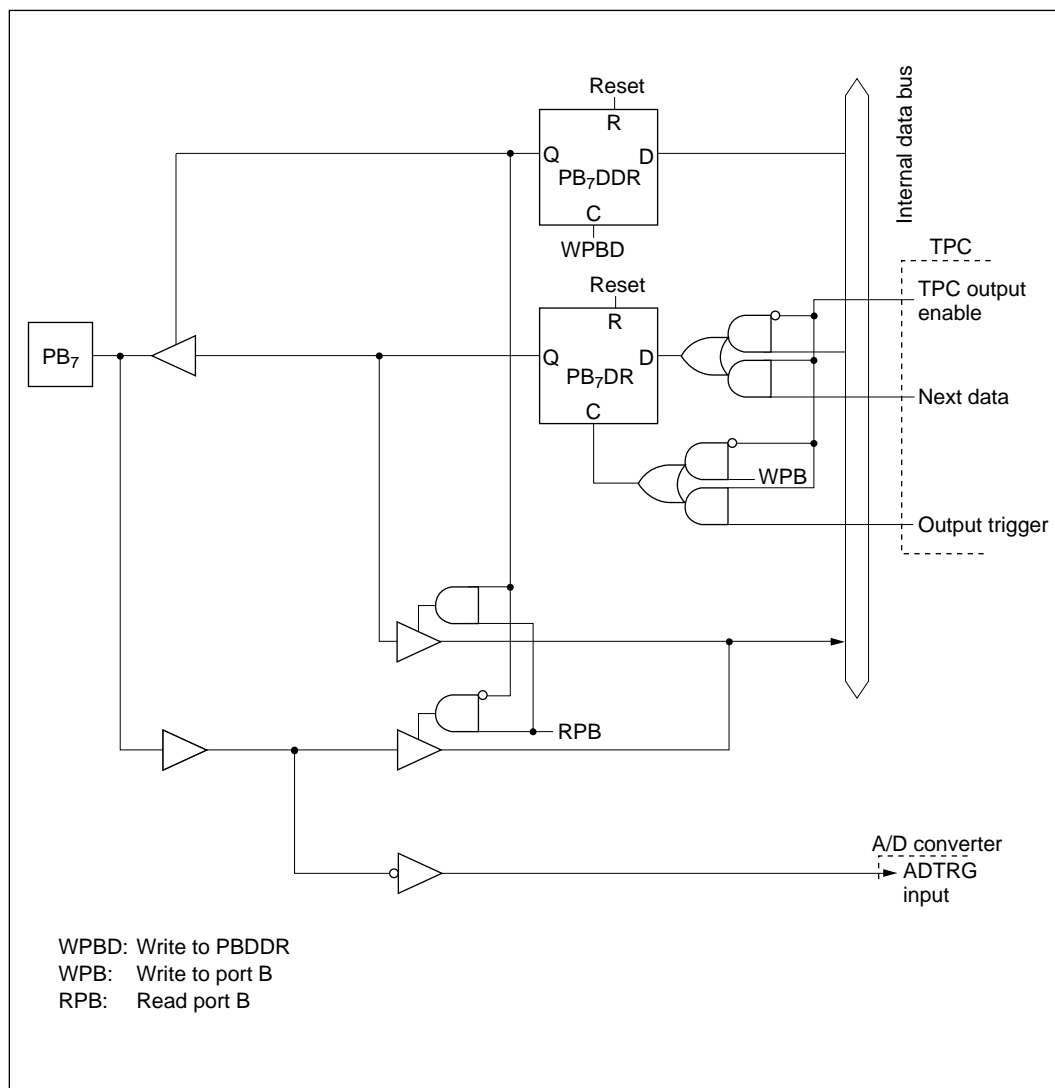 Reset
R
Q
D
PB7DDR
C
WPBD
Internal data bus
TPC
TPC output
enable
Reset
R
PB7
Q
D
PB7DR
C
Next data
WPB
Output trigger
RPB
A/D converter
ADTRG
input
WPBD: Write to PBDDR
WPB: Write to port B
RPB: Read port B